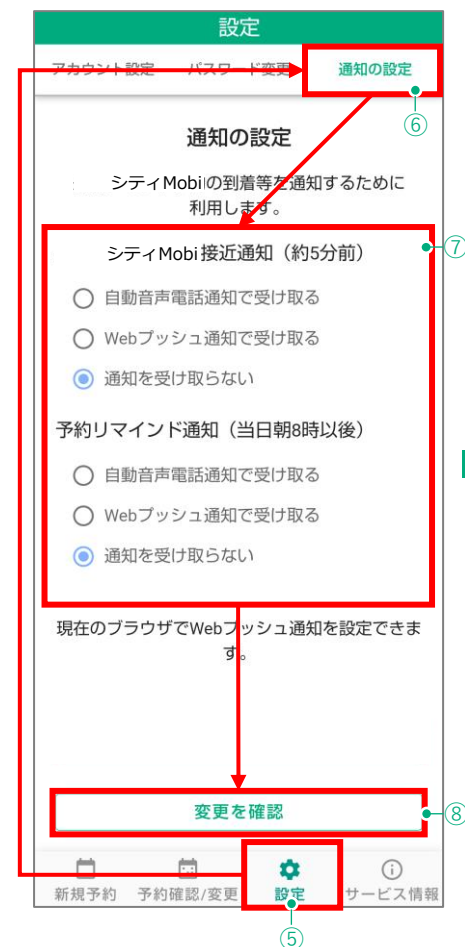 設定
アカウント設定 パスワード変更 通知の設定
⑥
通知の設定
シティMobiの到着等を通知するために
利用します。
⑦
シティMobi接近通知（約5分前）
自動音声電話通知で受け取る
Webプッシュ通知で受け取る
通知を受け取らない
予約リマインド通知（当日朝8時以後）
自動音声電話通知で受け取る
Webプッシュ通知で受け取る
通知を受け取らない
現在のブラウザでWebプッシュ通知を設定できま
す。
変更を確認
⑧
新規予約 予約確認/変更 設定 サービス情報
⑤